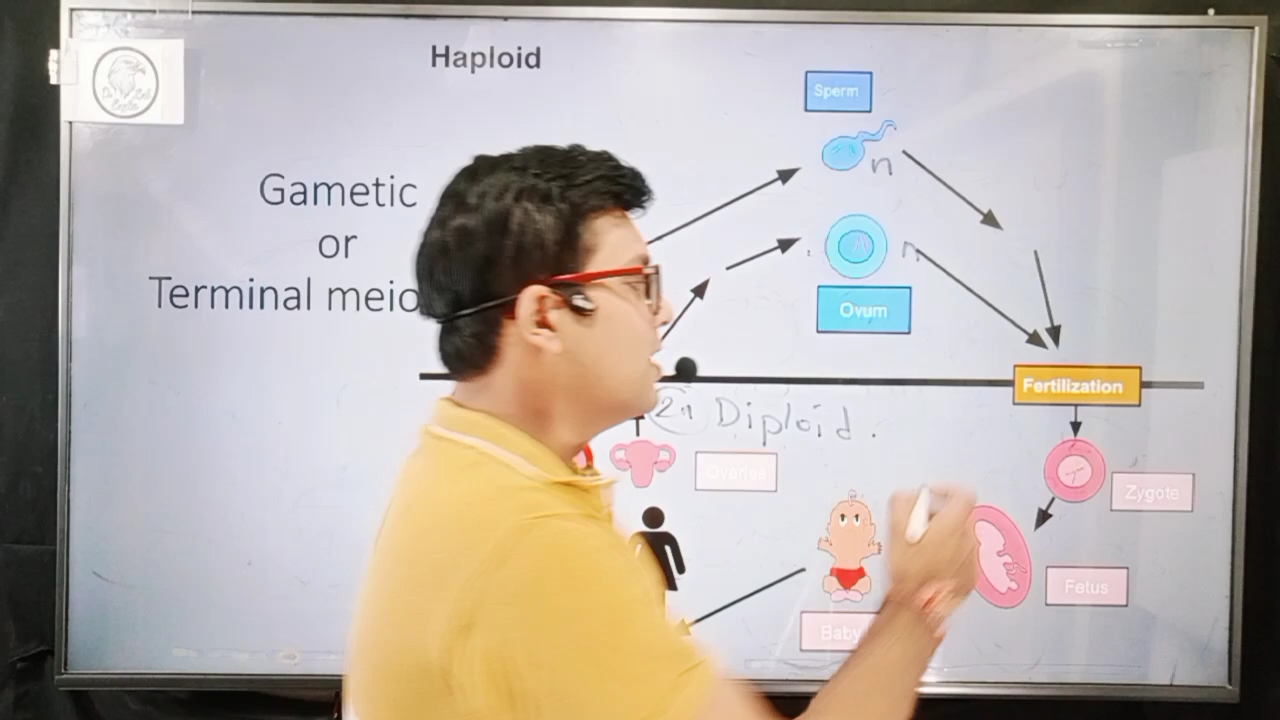 Haploid
Sperm
n
Gametic
or
Terminal meio
n
Ovum
Fertilization
2n Diploid.
Ovaries
Zygote
Fetus
Baby